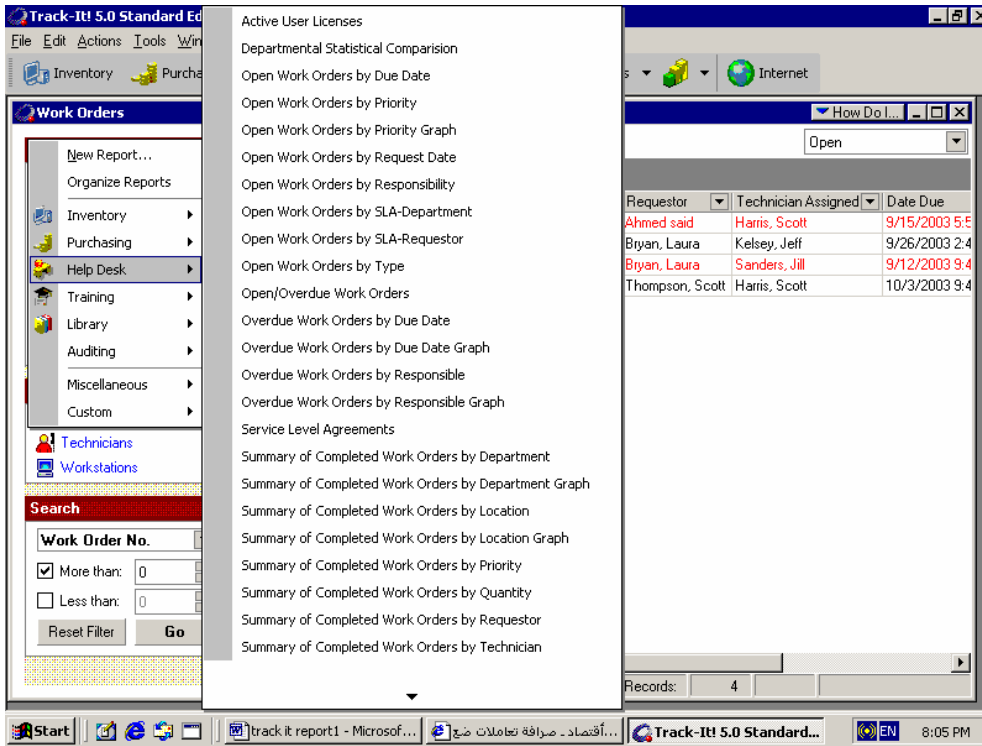 Track-It! 5.0 Standard Ed
File Edit Actions Tools Win
Inventory Purcha s Internet
Work Orders How Do I...
Open
New Report...
Organize Reports
Inventory
Purchasing
Help Desk
Training
Library
Auditing
Miscellaneous
Custom
Technicians
Workstations
Search
Work Order No.
More than: 0
Less than: 0
Reset Filter Go
Active User Licenses
Departmental Statistical Comparision
Open Work Orders by Due Date
Open Work Orders by Priority
Open Work Orders by Priority Graph
Open Work Orders by Request Date
Open Work Orders by Responsibility
Open Work Orders by SLA-Department
Open Work Orders by SLA-Requestor
Open Work Orders by Type
Open/Overdue Work Orders
Overdue Work Orders by Due Date
Overdue Work Orders by Due Date Graph
Overdue Work Orders by Responsible
Overdue Work Orders by Responsible Graph
Service Level Agreements
Summary of Completed Work Orders by Department
Summary of Completed Work Orders by Department Graph
Summary of Completed Work Orders by Location
Summary of Completed Work Orders by Location Graph
Summary of Completed Work Orders by Priority
Summary of Completed Work Orders by Quantity
Summary of Completed Work Orders by Requestor
Summary of Completed Work Orders by Technician
Requestor Technician Assigned Date Due
Ahmed said Harris, Scott 9/15/2003 5:5
Bryan, Laura Kelsey, Jeff 9/26/2003 2:4
Bryan, Laura Sanders, Jill 9/12/2003 9:4
Thompson, Scott Harris, Scott 10/3/2003 9:4
Records: 4
Start track it report1 - Microsof... أقتصاد ـ صرافة تعاملات ضع... Track-It! 5.0 Standard... EN 8:05 PM